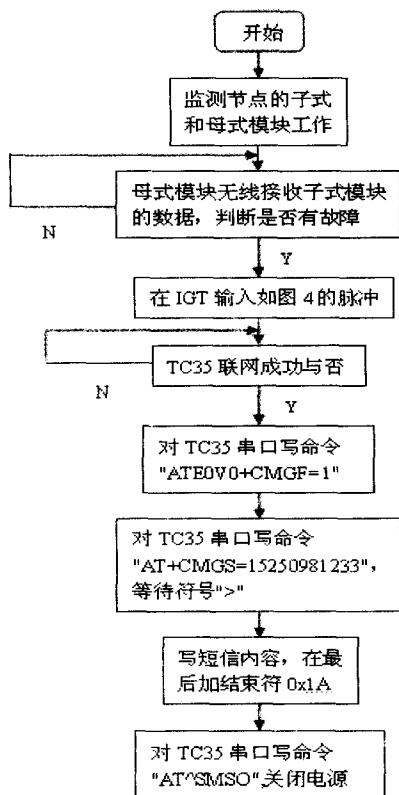 开始
监测节点的子式
和母式模块工作
母式模块无线接收子式模块
的数据，判断是否有故障
N
Y
在 IGT 输入如图 4 的脉冲
TC35 联网成功与否
N
Y
对 TC35 串口写命令
"ATE0V0+CMGF=1"
对 TC35 串口写命令
"AT+CMGS=15250981233"，
等待符号">"
写短信内容，在最
后加结束符 0x1A
对 TC35 串口写命令
"AT^SMSO",关闭电源